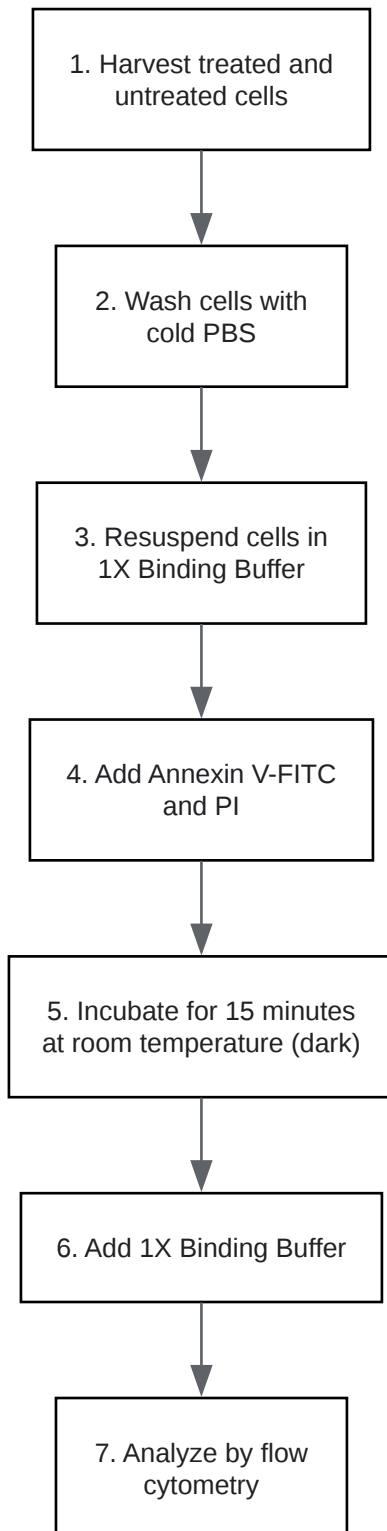 1. Harvest treated and
untreated cells
2. Wash cells with
cold PBS
3. Resuspend cells in
1X Binding Buffer
4. Add Annexin V-FITC
and PI
5. Incubate for 15 minutes
at room temperature (dark)
6. Add 1X Binding Buffer
7. Analyze by flow
cytometry